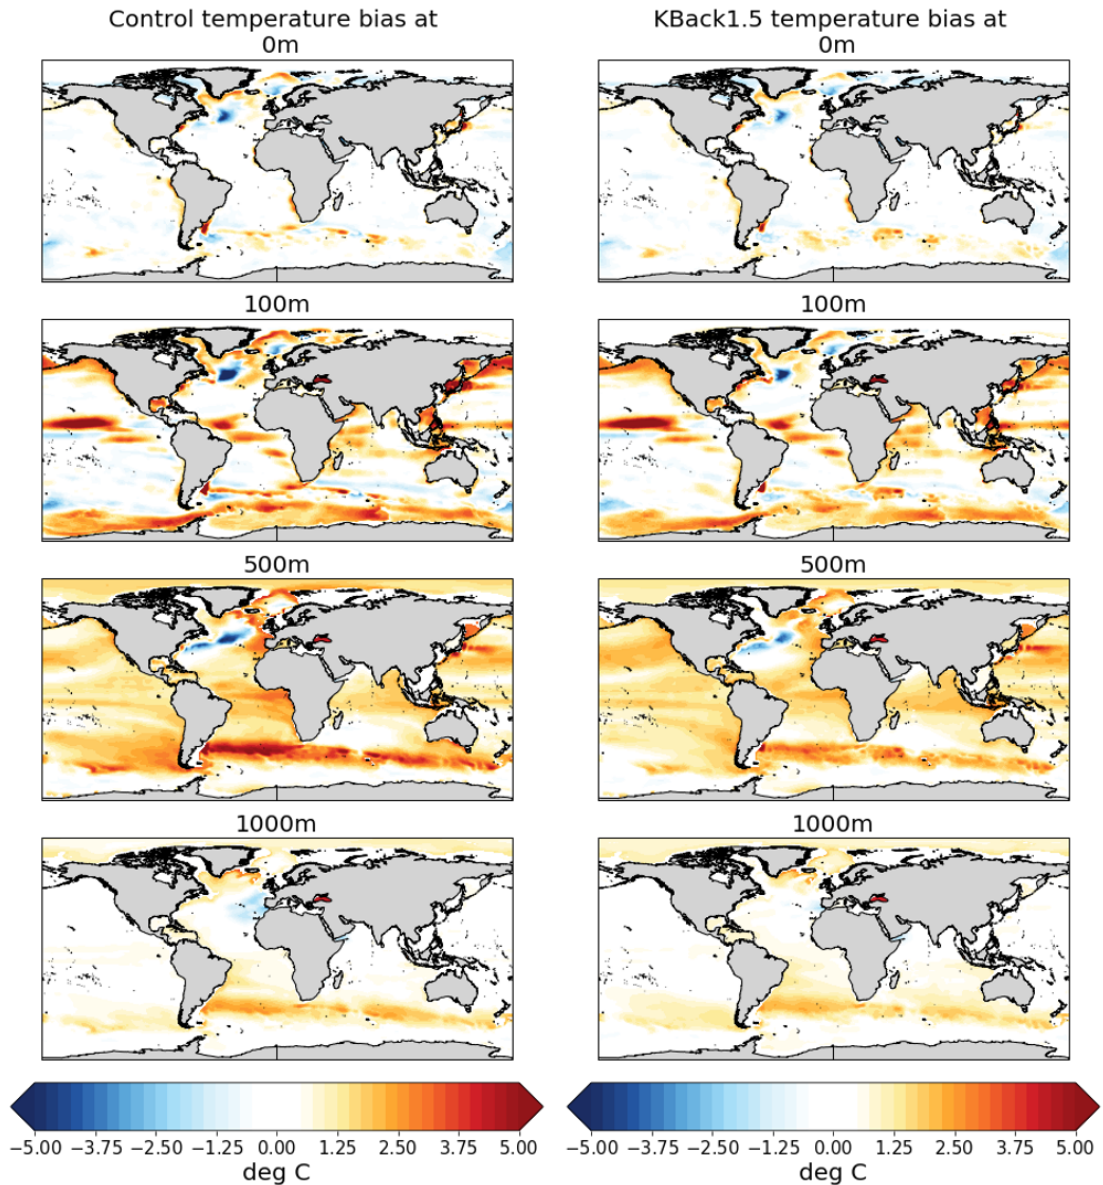 Control temperature bias at
0m
KBack1.5 temperature bias at
0m
100m
100m
500m
500m
1000m
1000m
−5.00 −3.75 −2.50 −1.25 0.00 1.25 2.50 3.75 5.00
deg C
−5.00 −3.75 −2.50 −1.25 0.00 1.25 2.50 3.75 5.00
deg C